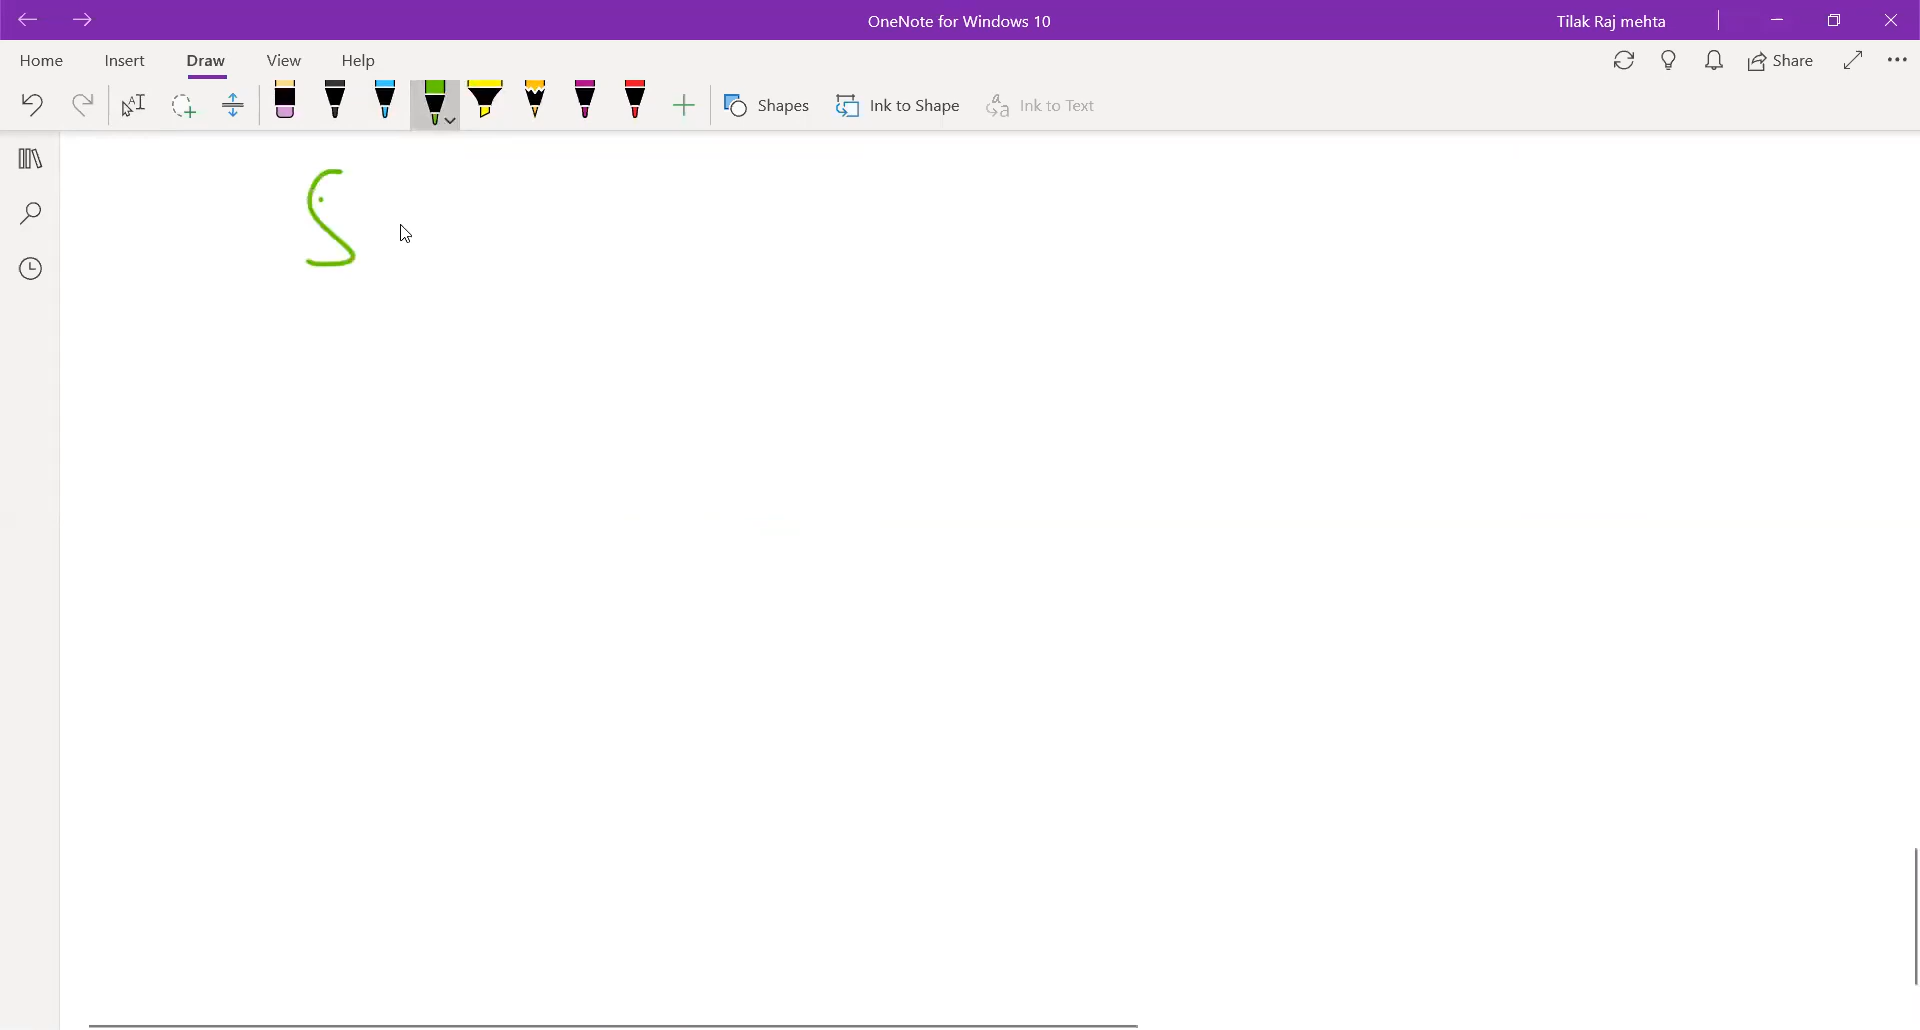 OneNote for Windows 10
Tilak Raj mehta
Home Insert Draw View Help
Share
Shapes Ink to Shape Ink to Text
S